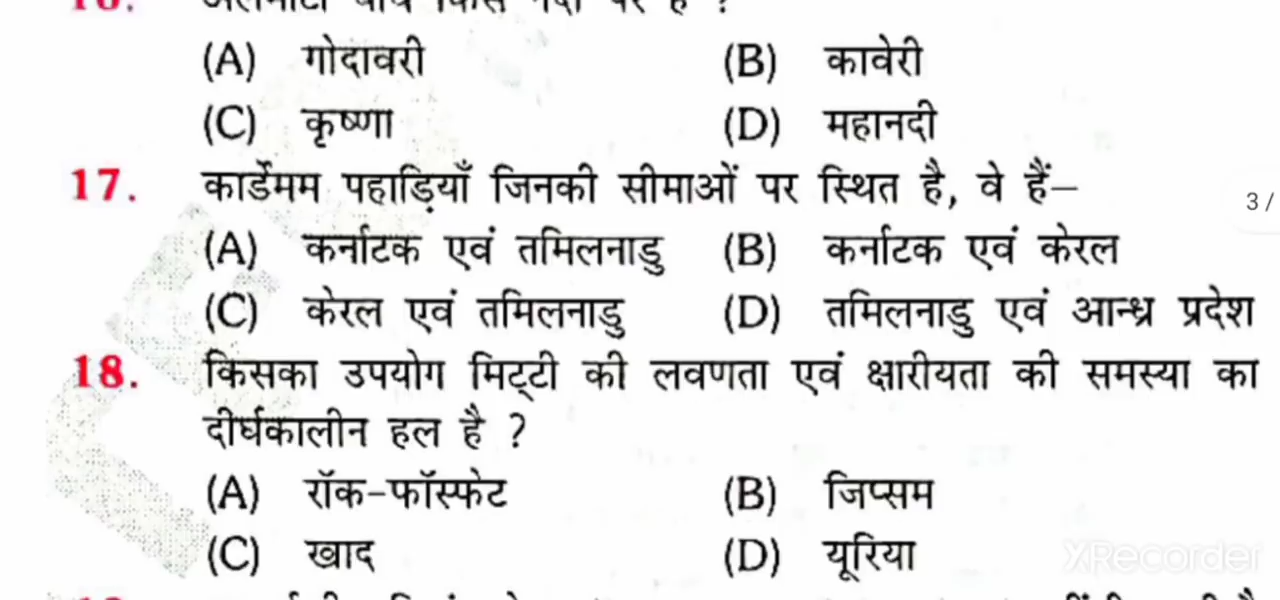 (A) गोदावरी (B) कावेरी
(C) कृष्णा (D) महानदी
17. कार्डेमम पहाड़ियाँ जिनकी सीमाओं पर स्थित है, वे हैं–
3 /
(A) कर्नाटक एवं तमिलनाडु (B) कर्नाटक एवं केरल
(C) केरल एवं तमिलनाडु (D) तमिलनाडु एवं आन्ध्र प्रदेश
18. किसका उपयोग मिट्टी की लवणता एवं क्षारीयता की समस्या का
दीर्घकालीन हल है ?
(A) रॉक-फॉस्फेट (B) जिप्सम
(C) खाद (D) यूरिया
XRecorder